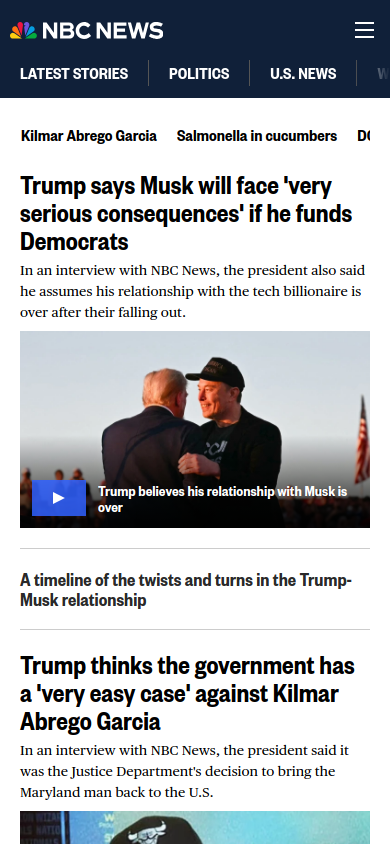 NBC NEWS
LATEST STORIES
POLITICS
U.S. NEWS
Kilmar Abrego Garcia
Salmonella in cucumbers
Trump says Musk will face 'very
serious consequences' if he funds
Democrats
In an interview with NBC News, the president also said
he assumes his relationship with the tech billionaire is
over after their falling out.
Trump believes his relationship with Musk is
over
A timeline of the twists and turns in the Trump-
Musk relationship
Trump thinks the government has
a 'very easy case' against Kilmar
Abrego Garcia
In an interview with NBC News, the president said it
was the Justice Department's decision to bring the
Maryland man back to the U.S.